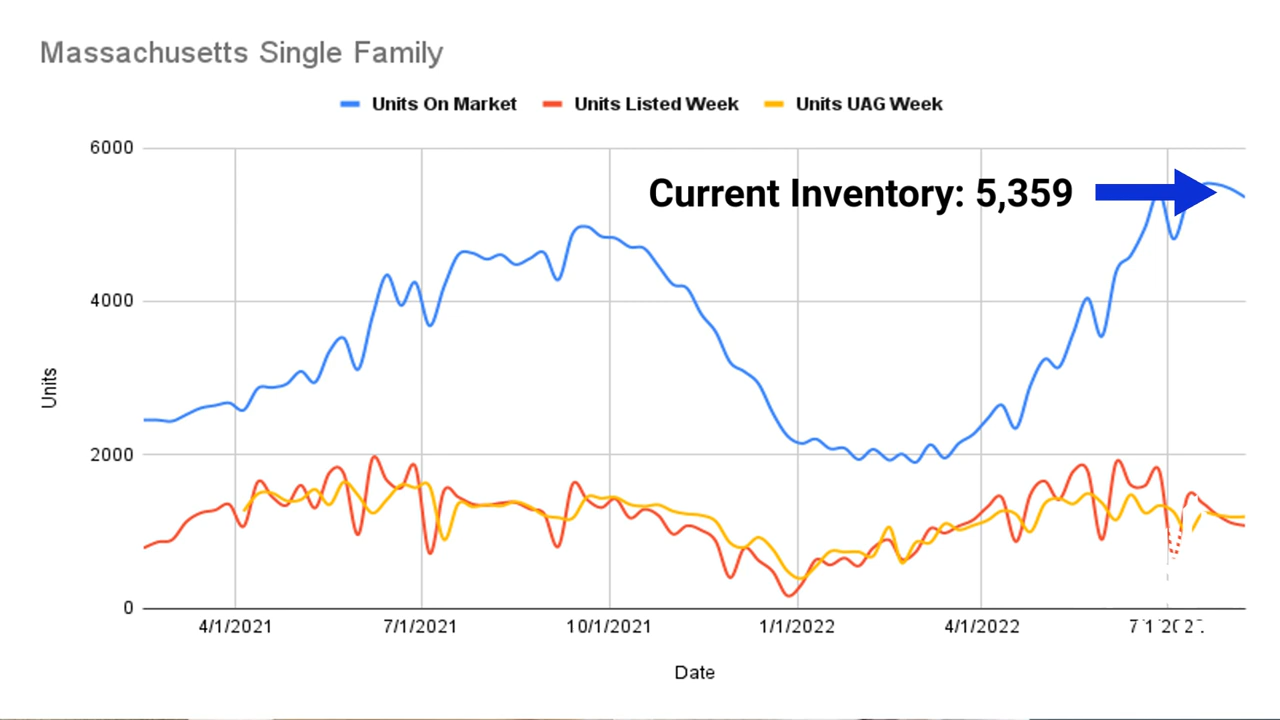 Massachusetts Single Family
Units On Market Units Listed Week Units UAG Week
6000
Current Inventory: 5,359
4000
Units
2000
0
4/1/2021 7/1/2021 10/1/2021 1/1/2022 4/1/2022
Date